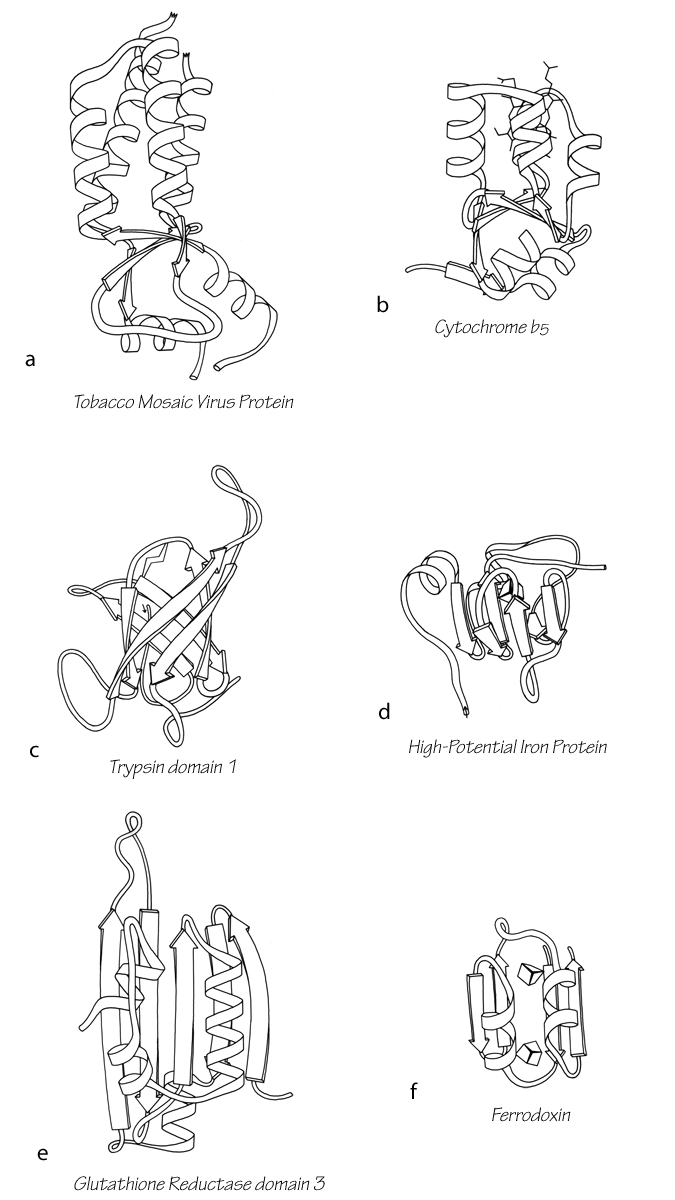 a
Tobacco Mosaic Virus Protein
b
Cytochrome b5
c
Trypsin domain 1
d
High-Potential Iron Protein
e
Glutathione Reductase domain 3
f
Ferrodoxin